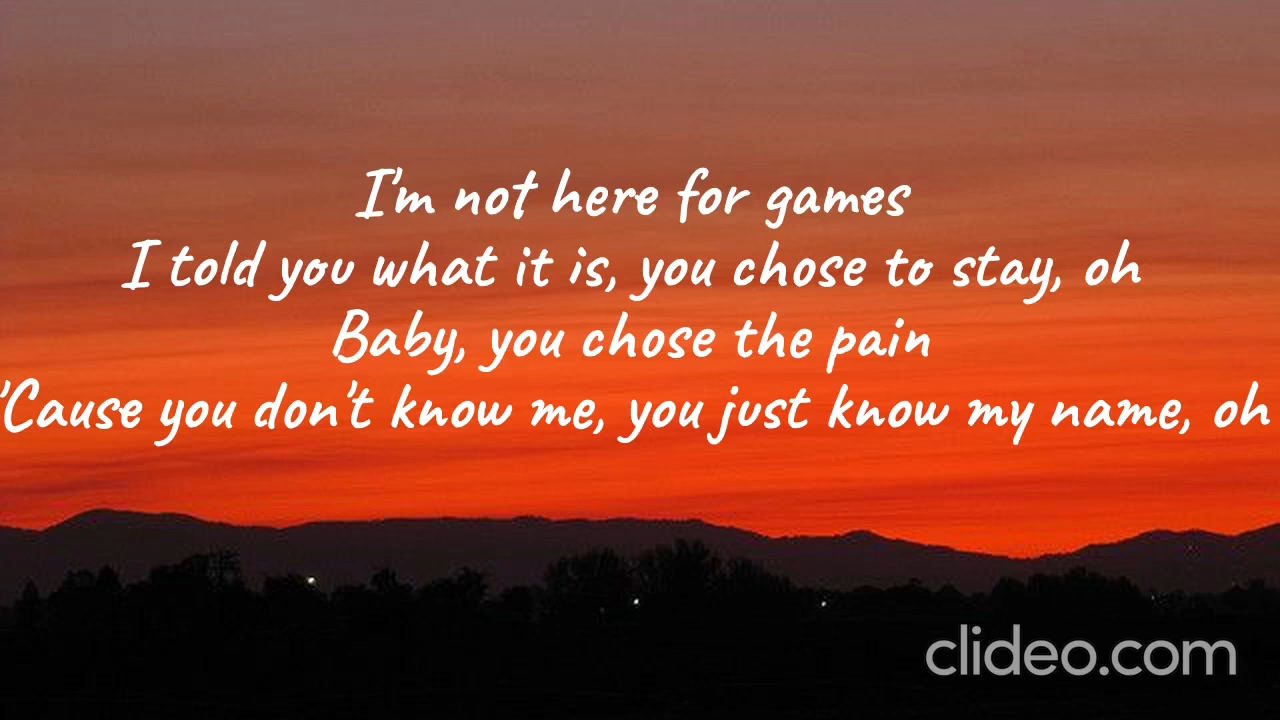 I'm not here for games
I told you what it is, you chose to stay, oh
Baby, you chose the pain
'Cause you don't know me, you just know my name, oh
clideo.com